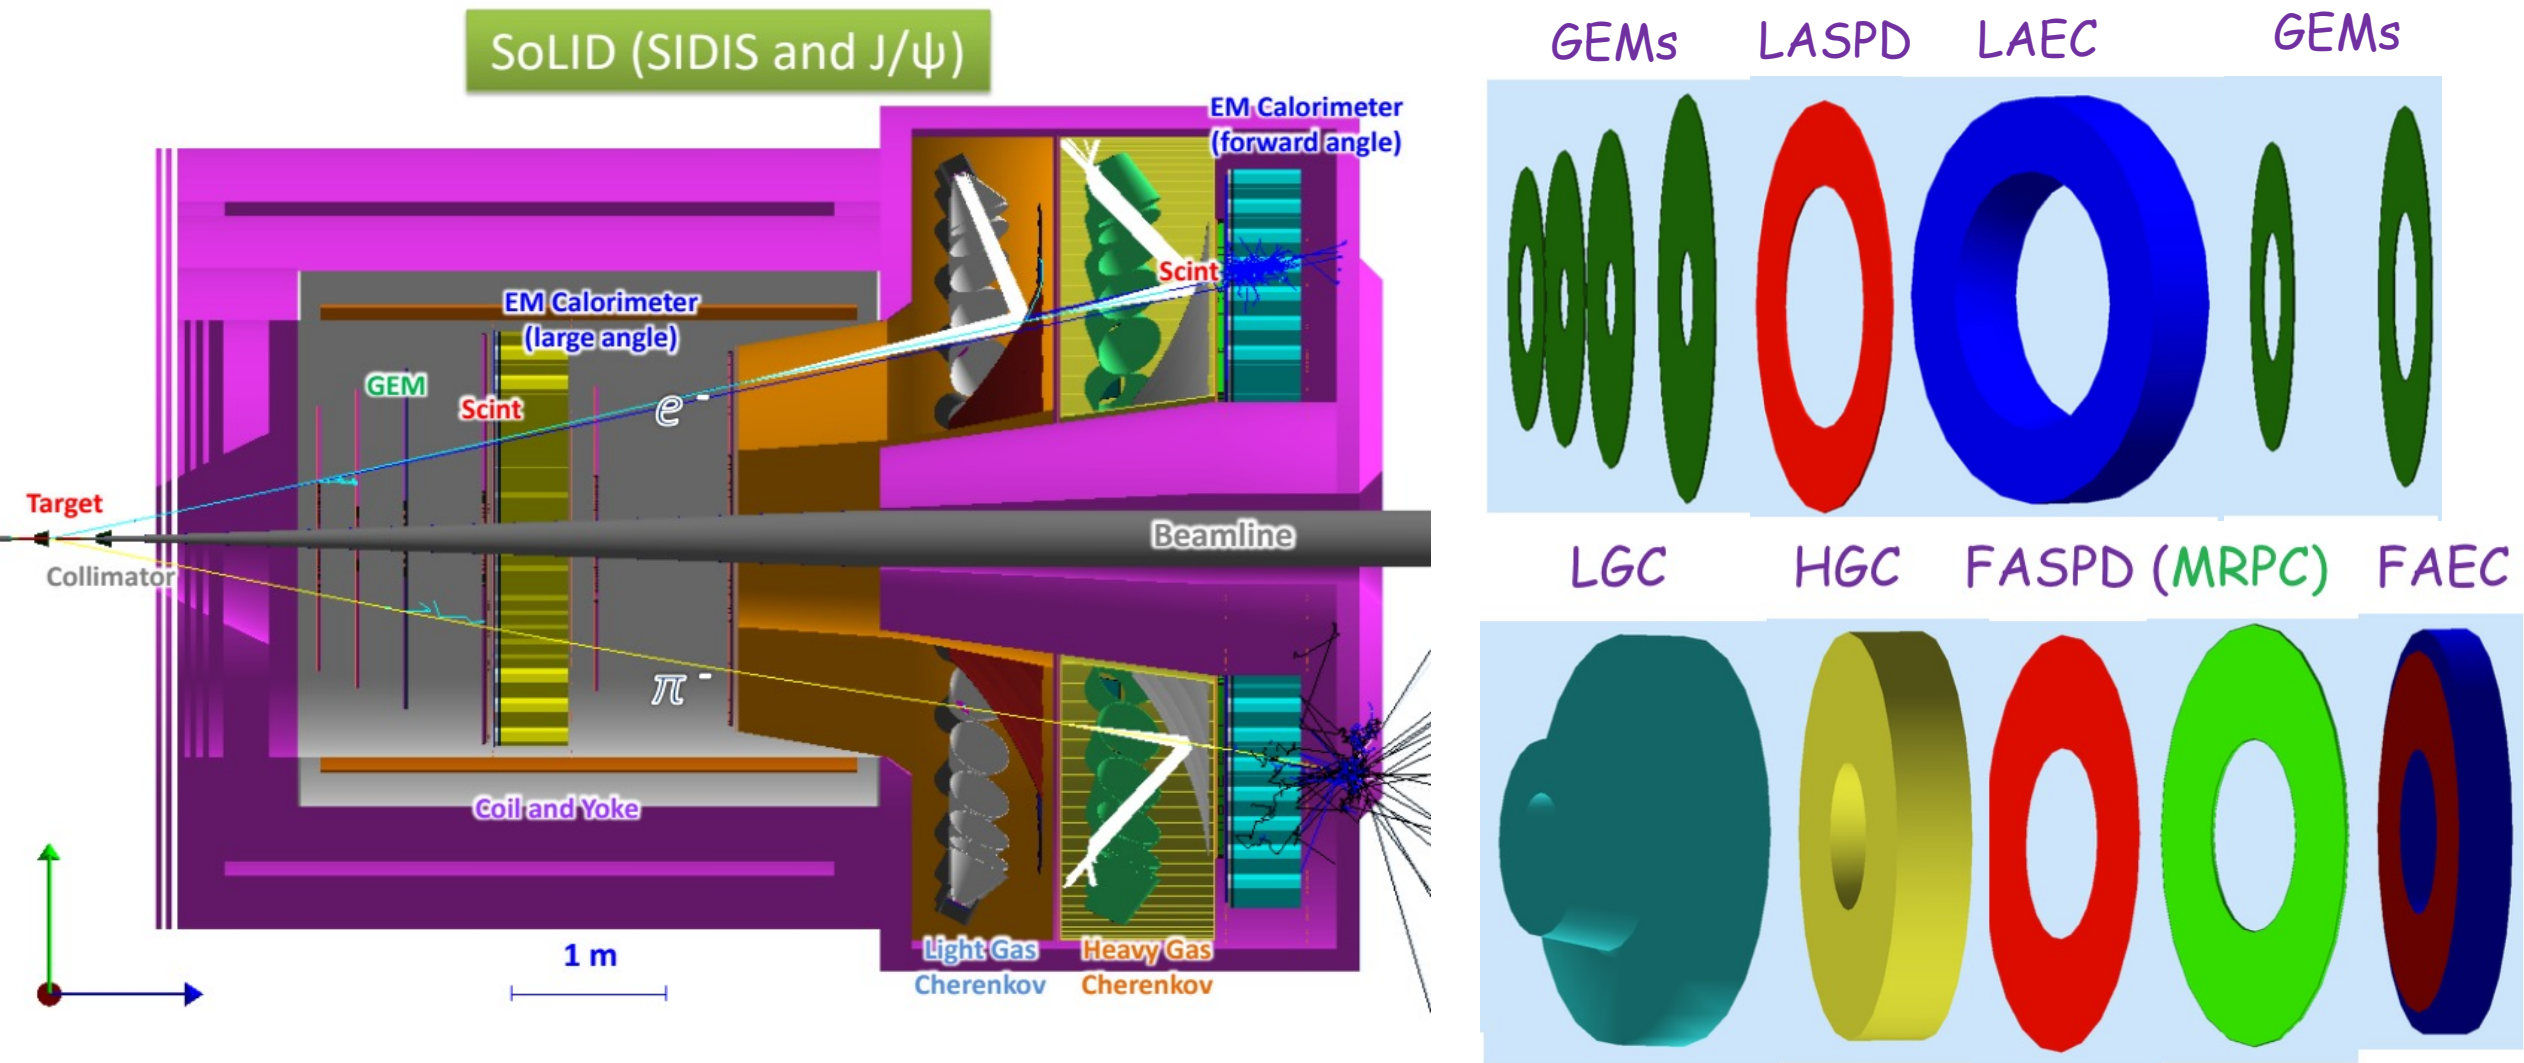 SoLID (SIDIS and J/ψ)
EM Calorimeter
(forward angle)
Scint
EM Calorimeter
(large angle)
GEM
Scint
e⁻
Target
Beamline
Collimator
π⁻
Coil and Yoke
1 m
Light Gas
Cherenkov
Heavy Gas
Cherenkov
GEMs LASPD LAEC GEMs
LGC HGC FASPD (MRPC) FAEC